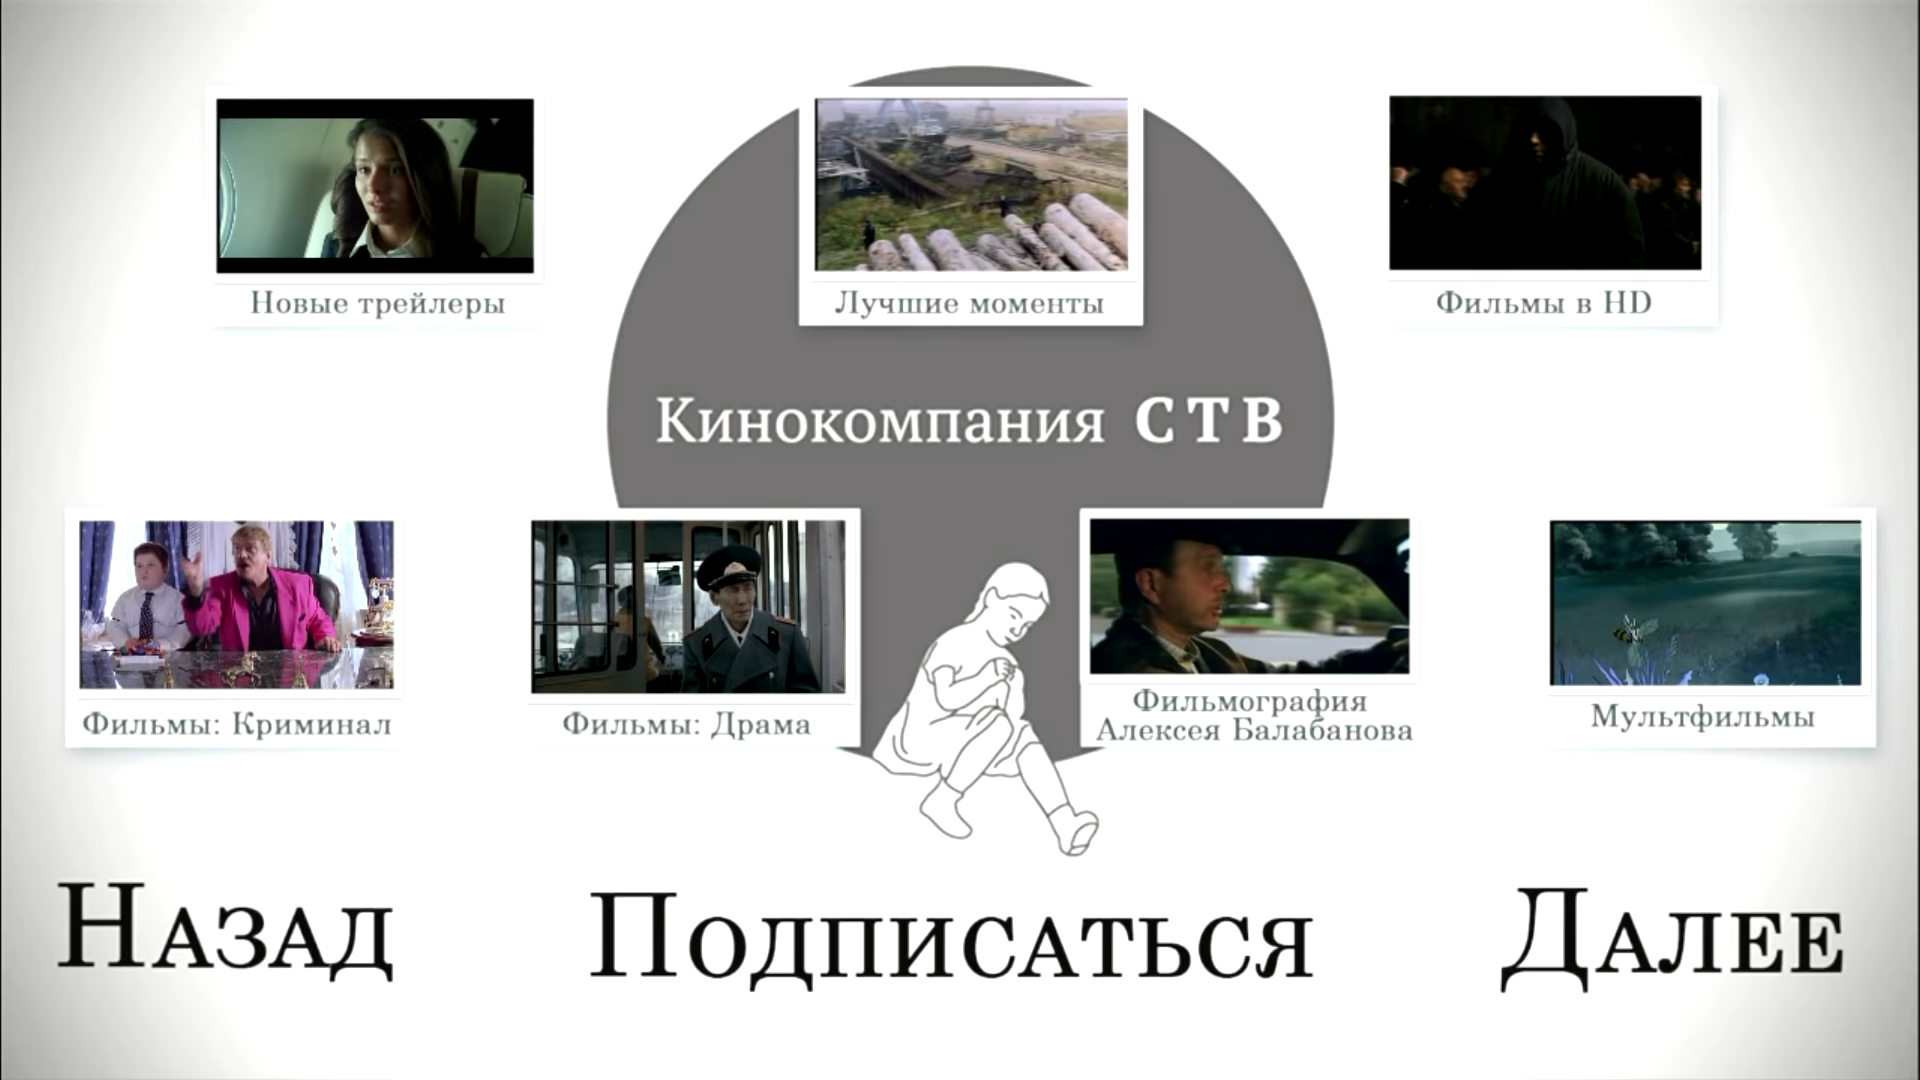 Новые трейлеры
Лучшие моменты
Фильмы в HD
Кинокомпания СТВ
Фильмы: Криминал
Фильмы: Драма
Фильмография
Алексея Балабанова
Мультфильмы
Назад
Подписаться
Далее